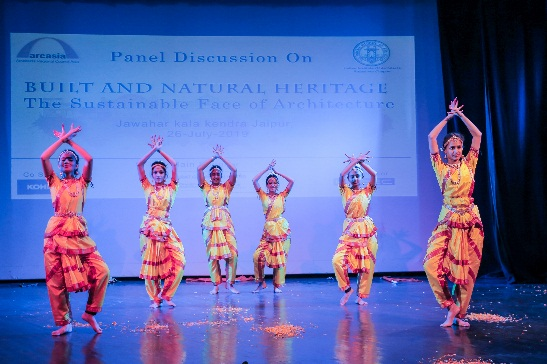 arcasia
Panel Discussion On
BUILT AND NATURAL HERITAGE
The Sustainable Face of Architecture
Jawahar kala kendra Jaipur
26-July-2019
KOH